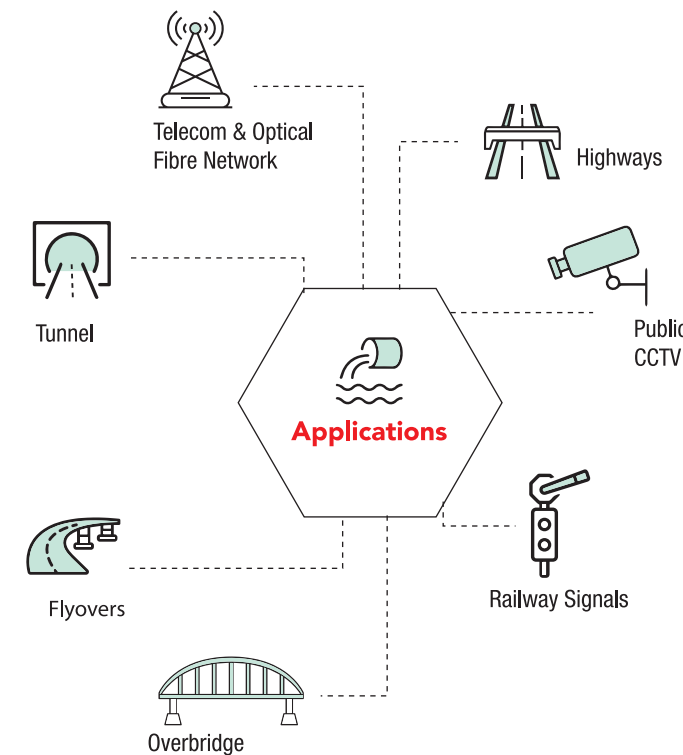 Telecom & Optical
Fibre Network
Highways
Tunnel
Public
CCTV
Applications
Flyovers
Railway Signals
Overbridge